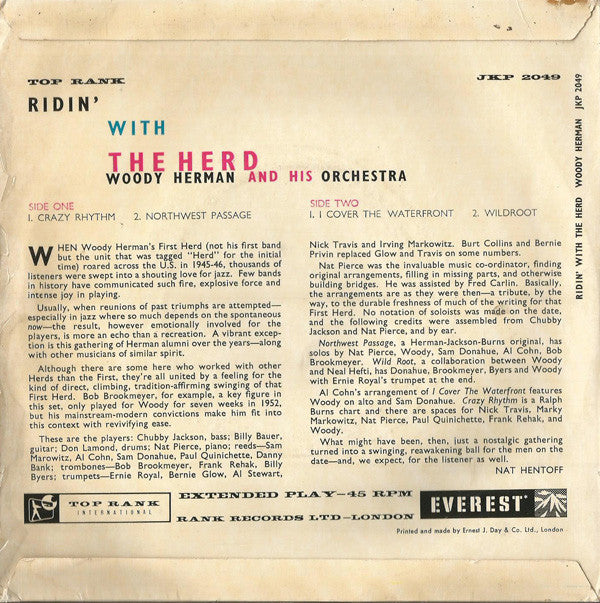 TOP RANK JKP 2049
RIDIN'
WITH
THE HERD
WOODY HERMAN AND HIS ORCHESTRA
SIDE ONE
1. CRAZY RHYTHM 2. NORTHWEST PASSAGE
SIDE TWO
1. I COVER THE WATERFRONT 2. WILDROOT
WHEN Woody Herman's First Herd (not his first band
but the unit that was tagged "Herd" for the initial
time) roared across the U.S. in 1945-46, thousands of
listeners were swept into a shouting love for jazz. Few bands
in history have communicated such fire, explosive force and
intense joy in playing.
Usually, when reunions of past triumphs are attempted—
especially in jazz where so much depends on the spontaneous
now—the result, however emotionally involved for the
players, is more an echo than a recreation. A vibrant excep-
tion is this gathering of Herman alumni over the years—along
with other musicians of similar spirit.
Although there are some here who worked with other
Herds than the First, they're all united by a feeling for the
kind of direct, climbing, tradition-affirming swinging of that
First Herd. Bob Brookmeyer, for example, a key figure in
this set, only played for Woody for seven weeks in 1952,
but his mainstream-modern convictions make him fit into
this context with revivifying ease.
These are the players: Chubby Jackson, bass; Billy Bauer,
guitar; Don Lamond, drums; Nat Pierce, piano; reeds—Sam
Marowitz, Al Cohn, Sam Donahue, Paul Quinichette, Danny
Bank; trombones—Bob Brookmeyer, Frank Rehak, Billy
Byers; trumpets—Ernie Royal, Bernie Glow, Al Stewart,
Nick Travis and Irving Markowitz. Burt Collins and Bernie
Privin replaced Glow and Travis on some numbers.
Nat Pierce was the invaluable music co-ordinator, finding
original arrangements, filling in missing parts, and otherwise
building bridges. He was assisted by Fred Carlin. Basically,
the arrangements are as they were then—a tribute, by the
way, to the durable freshness of much of the writing for that
First Herd. No notation of soloists was made on the date,
and the following credits were assembled from Chubby
Jackson and Nat Pierce, and by ear.
Northwest Passage, a Herman-Jackson-Burns original, has
solos by Nat Pierce, Woody, Sam Donahue, Al Cohn, Bob
Brookmeyer. Wild Root, a collaboration between Woody
and Neal Hefti, has Donahue, Brookmeyer, Byers and Woody
with Ernie Royal's trumpet at the end.
Al Cohn's arrangement of I Cover The Waterfront features
Woody on alto and Sam Donahue. Crazy Rhythm is a Ralph
Burns chart and there are spaces for Nick Travis, Marky
Markowitz, Nat Pierce, Paul Quinichette, Frank Rehak, and
Woody.
What might have been, then, just a nostalgic gathering
turned into a swinging, reawakening ball for the men on the
date—and, we expect, for the listener as well.
NAT HENTOFF
TOP RANK
INTERNATIONAL
EXTENDED PLAY—45 RPM
RANK RECORDS LTD—LONDON
EVEREST
Printed and made by Ernest J. Day & Co. Ltd., London
RIDIN' WITH THE HERD WOODY HERMAN JKP 2049